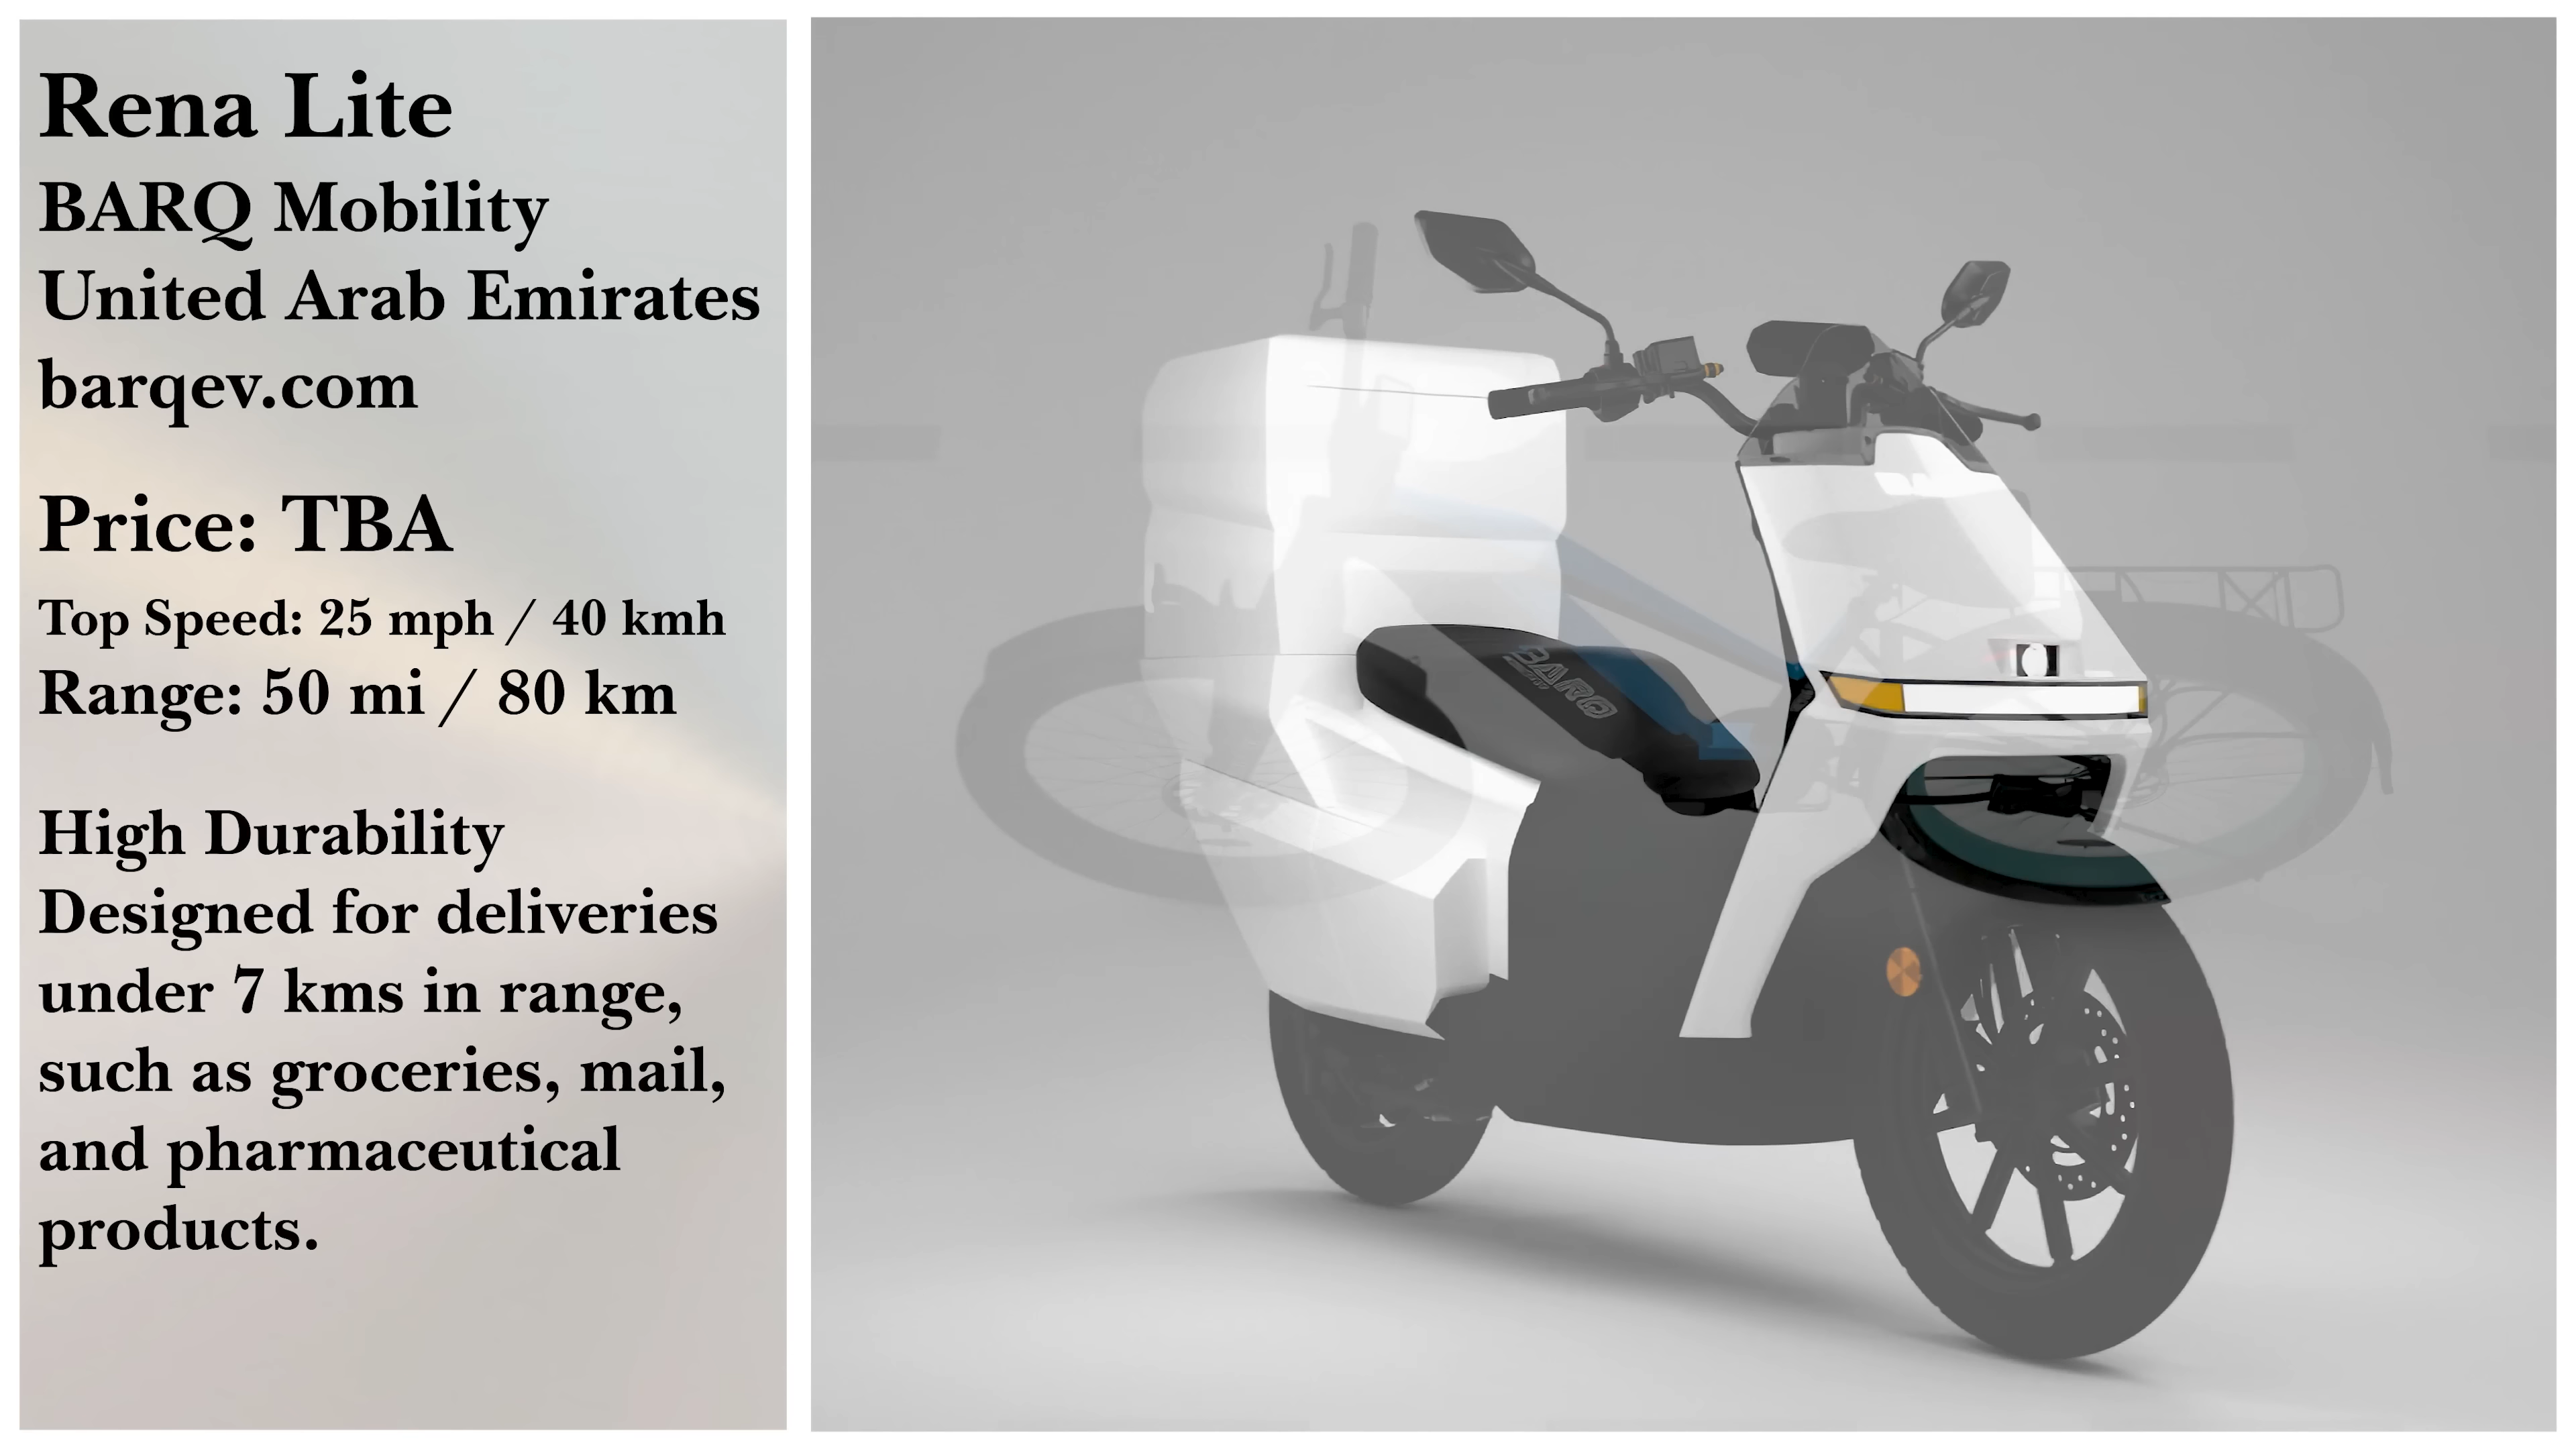 Rena Lite
BARQ Mobility
United Arab Emirates
barqev.com
Price: TBA
Top Speed: 25 mph / 40 kmh
Range: 50 mi / 80 km
High Durability
Designed for deliveries
under 7 kms in range,
such as groceries, mail,
and pharmaceutical
products.
BARQ